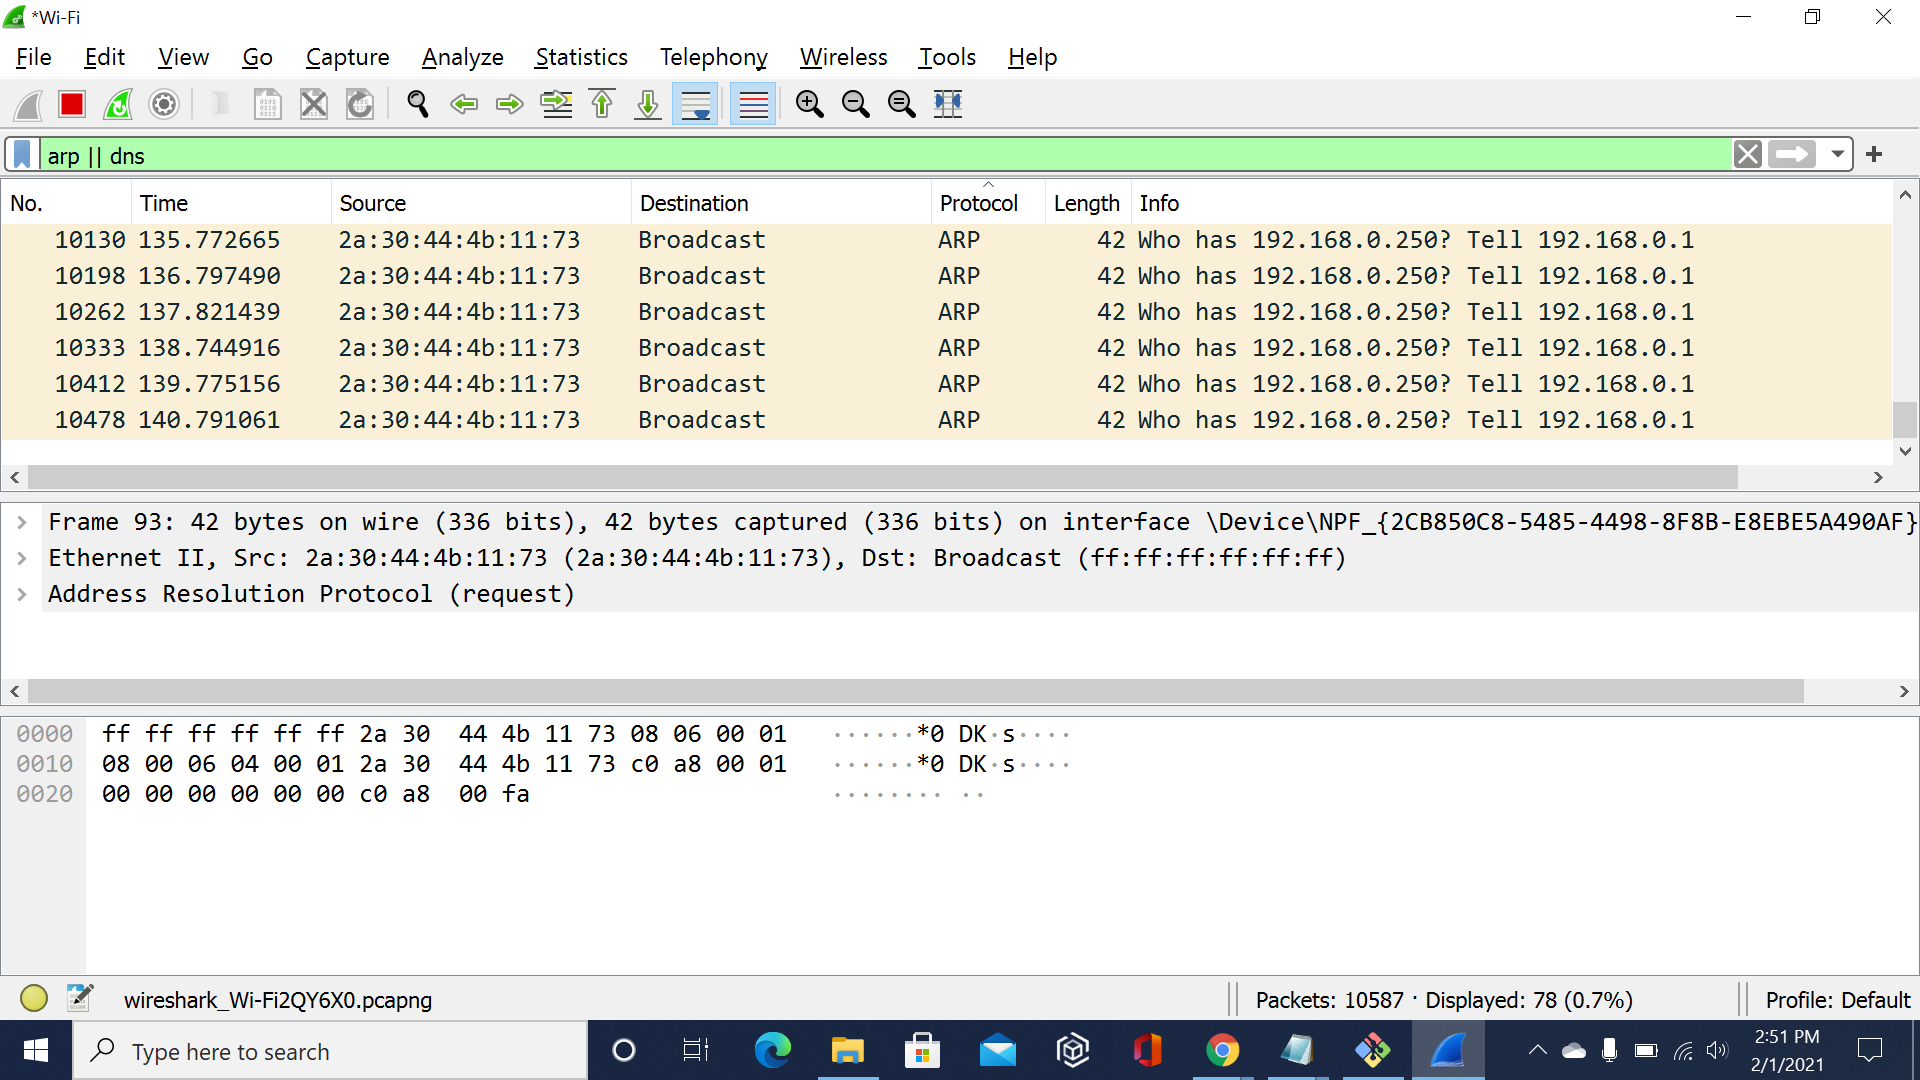 *Wi-Fi
File Edit View Go Capture Analyze Statistics Telephony Wireless Tools Help
arp || dns
No. Time Source Destination Protocol Length Info
10130 135.772665 2a:30:44:4b:11:73 Broadcast ARP 42 Who has 192.168.0.250? Tell 192.168.0.1
10198 136.797490 2a:30:44:4b:11:73 Broadcast ARP 42 Who has 192.168.0.250? Tell 192.168.0.1
10262 137.821439 2a:30:44:4b:11:73 Broadcast ARP 42 Who has 192.168.0.250? Tell 192.168.0.1
10333 138.744916 2a:30:44:4b:11:73 Broadcast ARP 42 Who has 192.168.0.250? Tell 192.168.0.1
10412 139.775156 2a:30:44:4b:11:73 Broadcast ARP 42 Who has 192.168.0.250? Tell 192.168.0.1
10478 140.791061 2a:30:44:4b:11:73 Broadcast ARP 42 Who has 192.168.0.250? Tell 192.168.0.1
Frame 93: 42 bytes on wire (336 bits), 42 bytes captured (336 bits) on interface \Device\NPF_{2CB850C8-5485-4498-8F8B-E8EBE5A490AF}
Ethernet II, Src: 2a:30:44:4b:11:73 (2a:30:44:4b:11:73), Dst: Broadcast (ff:ff:ff:ff:ff:ff)
Address Resolution Protocol (request)
0000 ff ff ff ff ff ff 2a 30 44 4b 11 73 08 06 00 01 ······*0 DK·s····
0010 08 00 06 04 00 01 2a 30 44 4b 11 73 c0 a8 00 01 ······*0 DK·s····
0020 00 00 00 00 00 00 c0 a8 00 fa ········ ··
wireshark_Wi-Fi2QY6X0.pcapng Packets: 10587 · Displayed: 78 (0.7%) Profile: Default
Type here to search
2:51 PM
2/1/2021